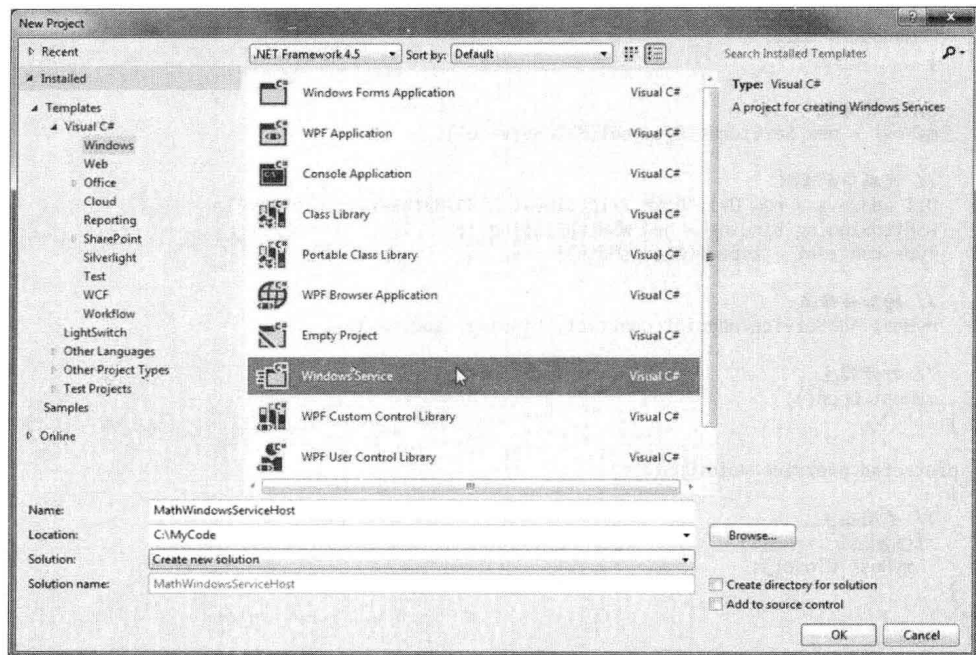 New Project
Recent
.NET Framework 4.5
Sort by:
Default
Search Installed Templates
Installed
Templates
Visual C#
Windows
Web
Office
Cloud
Reporting
SharePoint
Silverlight
Test
WCF
Workflow
LightSwitch
Other Languages
Other Project Types
Test Projects
Samples
Online
Windows Forms Application Visual C#
WPF Application Visual C#
Console Application Visual C#
Class Library Visual C#
Portable Class Library Visual C#
WPF Browser Application Visual C#
Empty Project Visual C#
Windows Service Visual C#
WPF Custom Control Library Visual C#
WPF User Control Library Visual C#
Type: Visual C#
A project for creating Windows Services
Name: MathWindowsServiceHost
Location: C:\MyCode
Browse...
Solution: Create new solution
Solution name: MathWindowsServiceHost
Create directory for solution
Add to source control
OK
Cancel